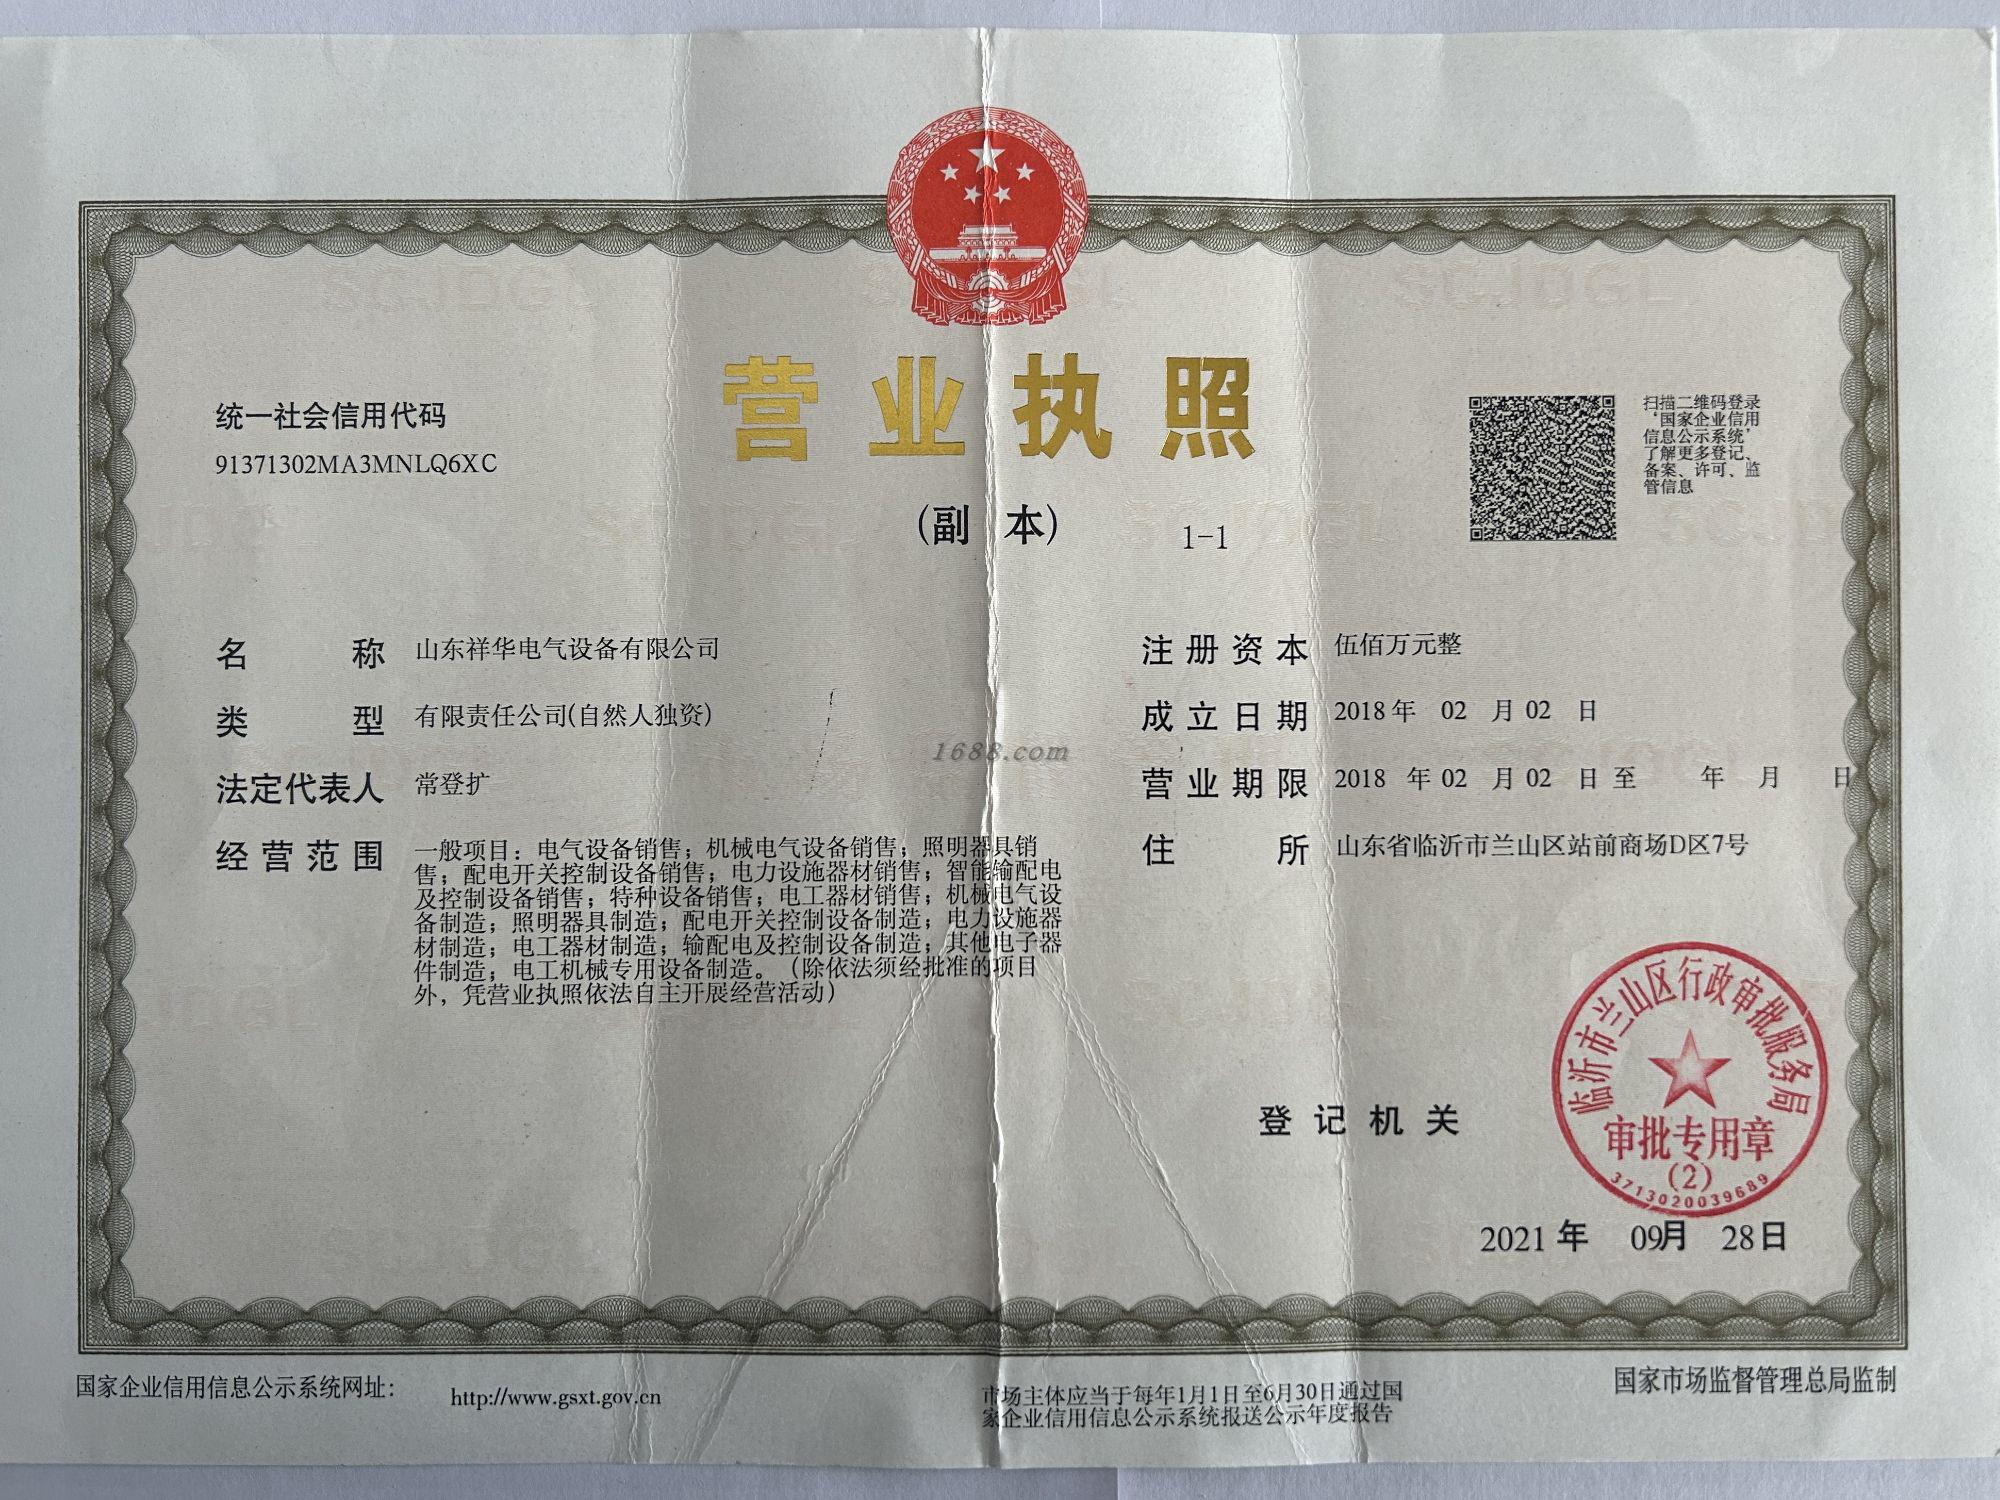 营业执照
(副 本) 1-1
统一社会信用代码
91371302MA3MNLQ6XC
扫描二维码登录
‘国家企业信用
信息公示系统’
了解更多登记、
备案、许可、监
管信息
名 称 山东祥华电气设备有限公司
类 型 有限责任公司(自然人独资)
法定代表人 常登扩
经营范围 一般项目：电气设备销售；机械电气设备销售；照明器具销
售；配电开关控制设备销售；电力设施器材销售；智能输配电
及控制设备销售；特种设备销售；电工器材销售；机械电气设
备制造；照明器具制造；配电开关控制设备制造；电力设施器
材制造；电工器材制造；输配电及控制设备制造；其他电子器
件制造；电工机械专用设备制造。（除依法须经批准的项目
外，凭营业执照依法自主开展经营活动）
注册资本 伍佰万元整
成立日期 2018 年 02 月 02 日
营业期限 2018 年 02 月 02 日 至 年 月 日
住 所 山东省临沂市兰山区站前商场D区7号
1688.com
登记机关
临沂市兰山区行政审批服务局
审批专用章
(2)
3713020039689
2021 年 09月 28日
国家企业信用信息公示系统网址： http://www.gsxt.gov.cn
市场主体应当于每年1月1日至6月30日通过国
家企业信用信息公示系统报送公示年度报告
国家市场监督管理总局监制